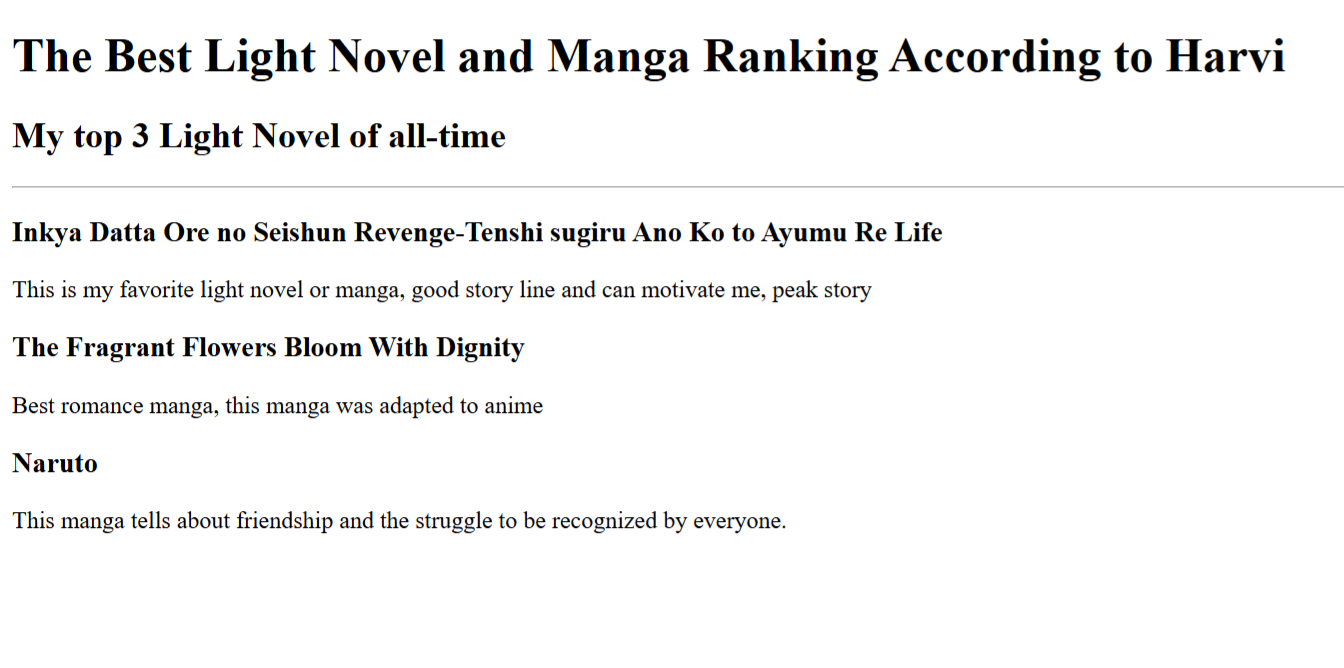 The Best Light Novel and Manga Ranking According to Harvi
My top 3 Light Novel of all-time
Inkya Datta Ore no Seishun Revenge-Tenshi sugiru Ano Ko to Ayumu Re Life
This is my favorite light novel or manga, good story line and can motivate me, peak story
The Fragrant Flowers Bloom With Dignity
Best romance manga, this manga was adapted to anime
Naruto
This manga tells about friendship and the struggle to be recognized by everyone.